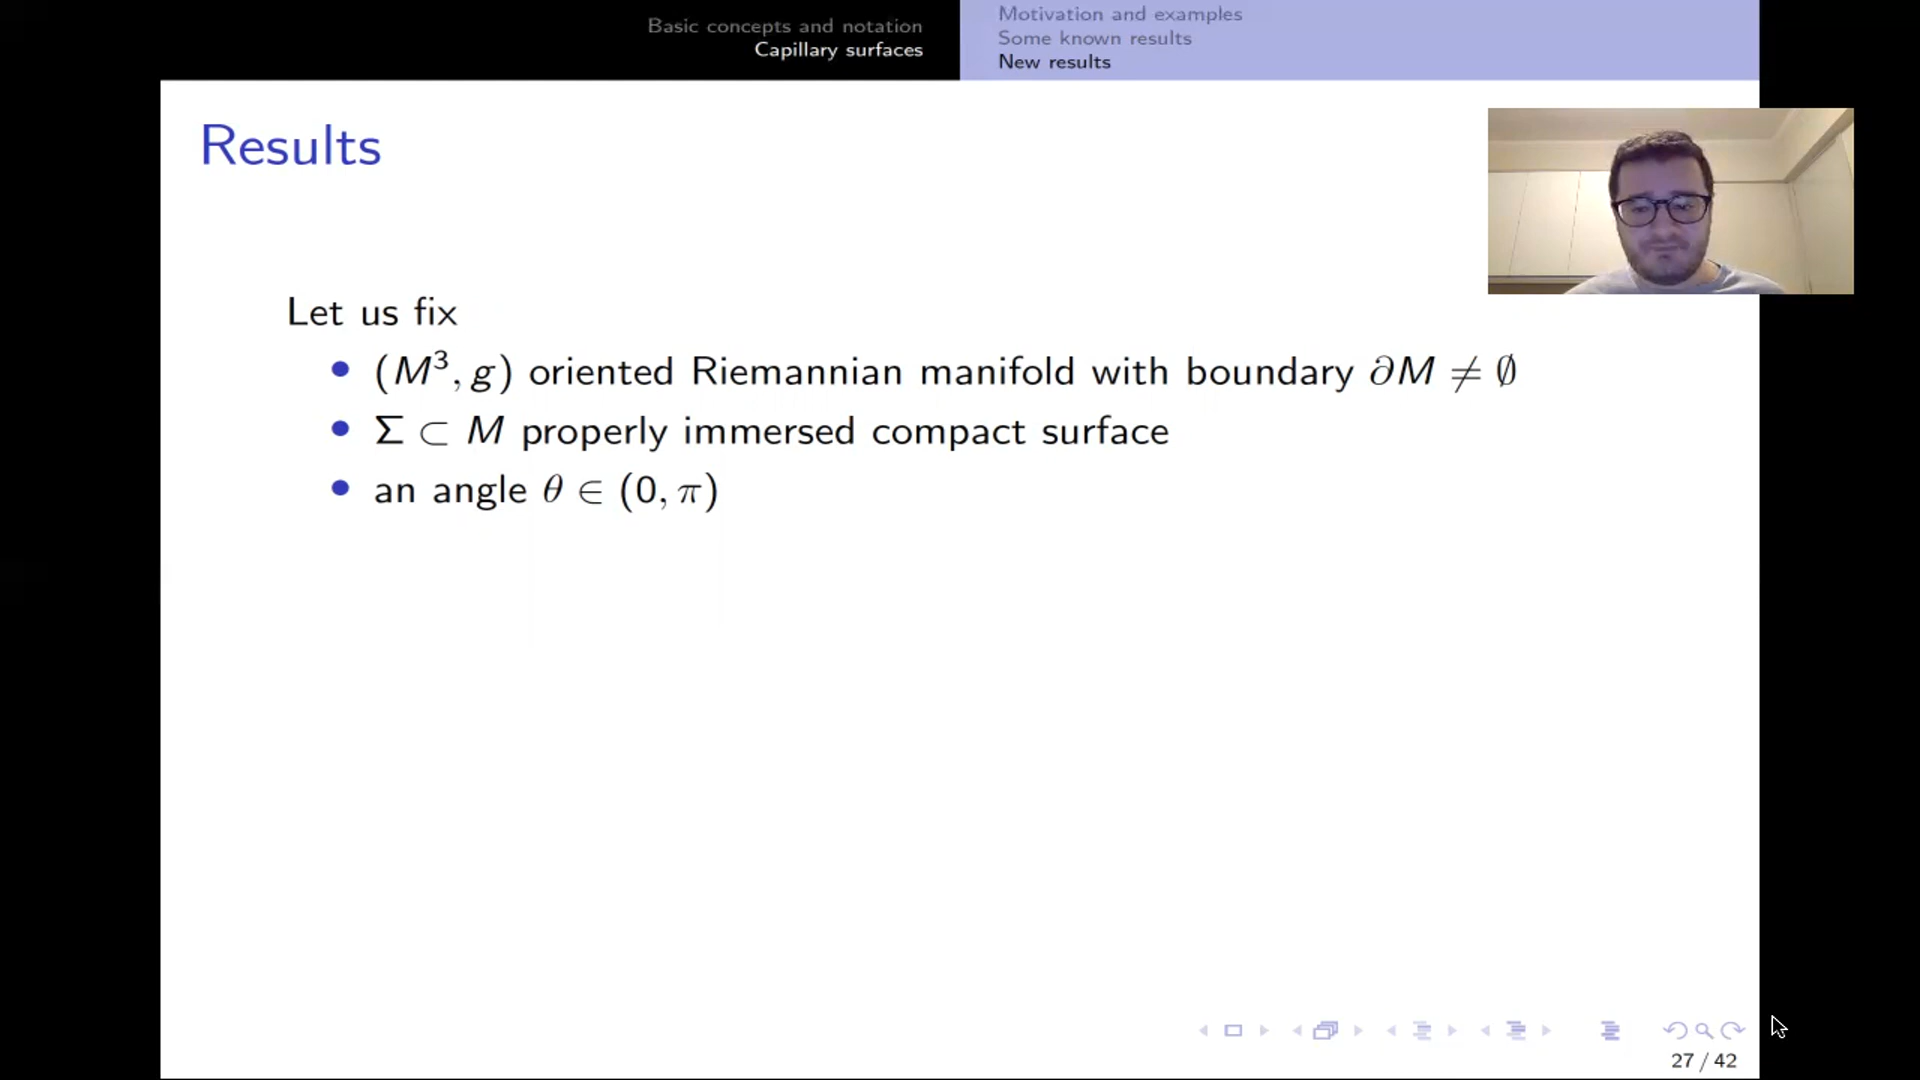 Basic concepts and notation
Capillary surfaces
Motivation and examples
Some known results
New results
Results
Let us fix
• (M³, g) oriented Riemannian manifold with boundary ∂M ≠ ∅
• Σ ⊂ M properly immersed compact surface
• an angle θ ∈ (0, π)
27 / 42